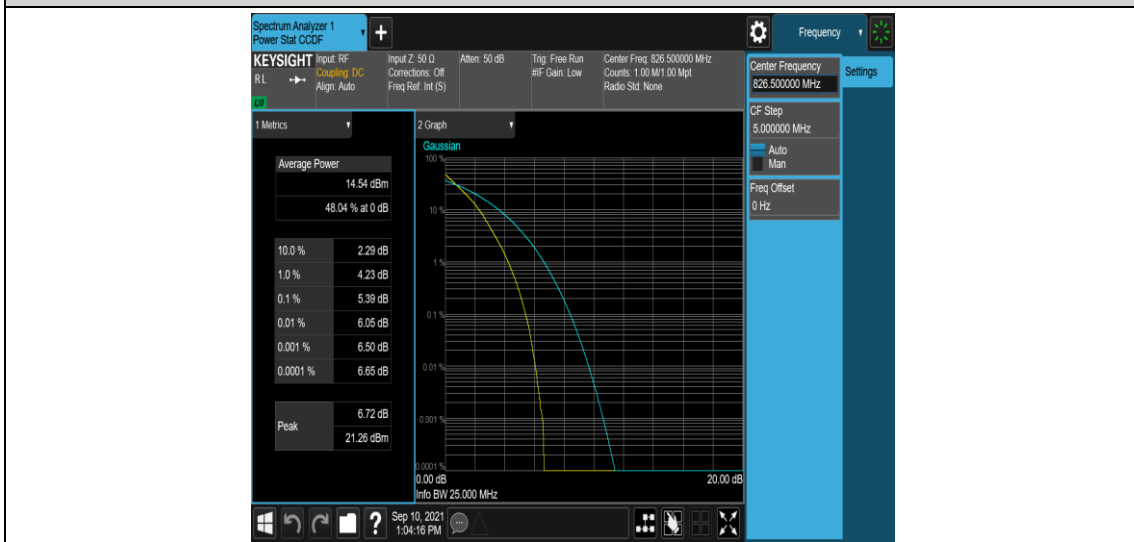 Spectrum Analyzer 1
Power Stat CCDF
+
Frequency
KEYSIGHT
RL
LXI
Input: RF
Coupling: DC
Align: Auto
Input Z: 50 Ω
Corrections: Off
Freq Ref: Int (S)
Atten: 50 dB
Trig: Free Run
#IF Gain: Low
Center Freq: 826.500000 MHz
Counts: 1.00 M/1.00 Mpt
Radio Std: None
Center Frequency
826.500000 MHz
Settings
CF Step
5.000000 MHz
Auto
Man
Freq Offset
0 Hz
1 Metrics
Average Power
14.54 dBm
48.04 % at 0 dB
10.0 % 2.29 dB
1.0 % 4.23 dB
0.1 % 5.39 dB
0.01 % 6.05 dB
0.001 % 6.50 dB
0.0001 % 6.65 dB
Peak
6.72 dB
21.26 dBm
2 Graph
Gaussian
100 %
10 %
1 %
0.1 %
0.01 %
0.001 %
0.0001 %
0.00 dB 20.00 dB
Info BW 25.000 MHz
?
Sep 10, 2021
1:04:16 PM